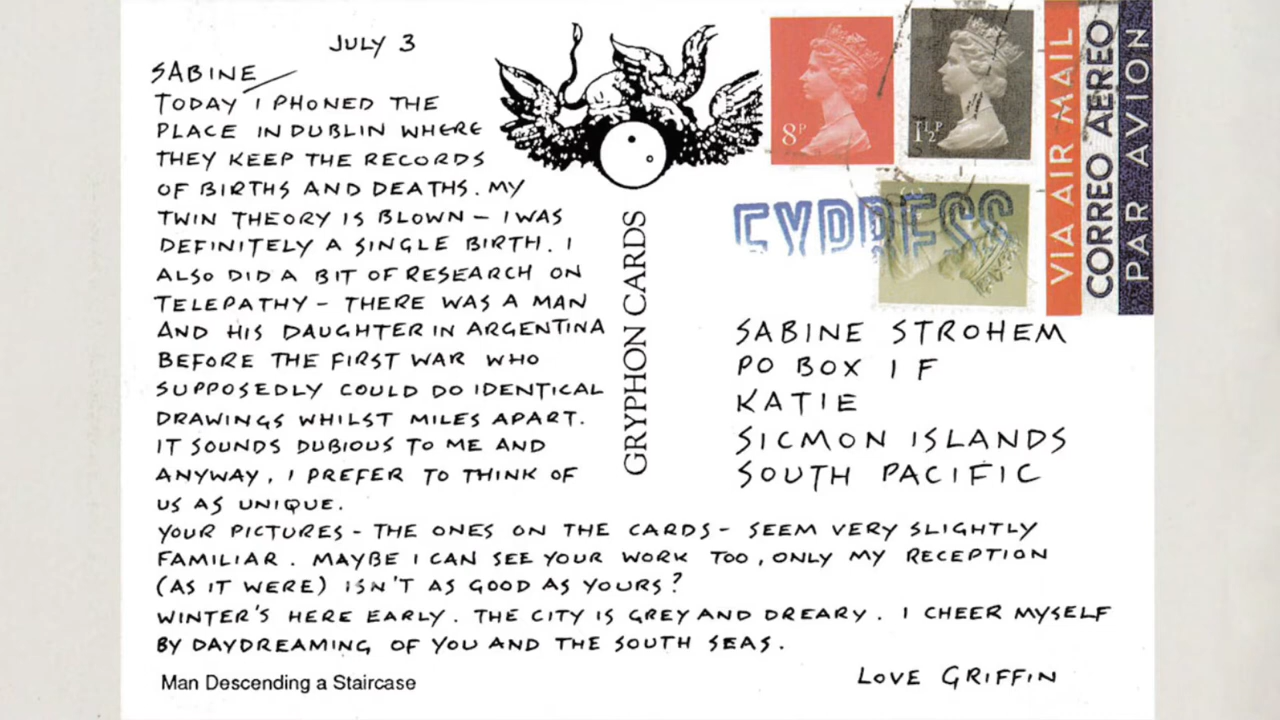 JULY 3
SABINE
TODAY I PHONED THE
PLACE IN DUBLIN WHERE
THEY KEEP THE RECORDS
OF BIRTHS AND DEATHS. MY
TWIN THEORY IS BLOWN – I WAS
DEFINITELY A SINGLE BIRTH. I
ALSO DID A BIT OF RESEARCH ON
TELEPATHY – THERE WAS A MAN
AND HIS DAUGHTER IN ARGENTINA
BEFORE THE FIRST WAR WHO
SUPPOSEDLY COULD DO IDENTICAL
DRAWINGS WHILST MILES APART.
IT SOUNDS DUBIOUS TO ME AND
ANYWAY, I PREFER TO THINK OF
US AS UNIQUE.
YOUR PICTURES – THE ONES ON THE CARDS – SEEM VERY SLIGHTLY
FAMILIAR. MAYBE I CAN SEE YOUR WORK TOO, ONLY MY RECEPTION
(AS IT WERE) ISN'T AS GOOD AS YOURS?
WINTER'S HERE EARLY. THE CITY IS GREY AND DREARY. I CHEER MYSELF
BY DAYDREAMING OF YOU AND THE SOUTH SEAS.
LOVE GRIFFIN
Man Descending a Staircase
GRYPHON CARDS
8P
1½P
VIA AIR MAIL
CORREO AEREO
PAR AVION
SABINE STROHEM
PO BOX 1 F
KATIE
SICMON ISLANDS
SOUTH PACIFIC